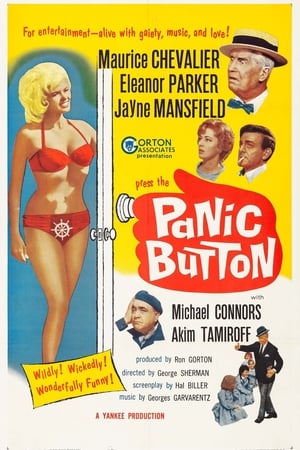 For entertainment-alive with gaiety, music, and love!
Maurice CHEVALIER
Eleanor PARKER
Jayne MANSFIELD
GORTON
ASSOCIATES
presentation
press the
PANIC
BUTTON
with
Michael CONNORS
Akim TAMIROFF
Wildly! Wickedly!
Wonderfully Funny!
produced by Ron GORTON
directed by George SHERMAN
screenplay by Hal BILLER
music by Georges GARVARENTZ
A YANKEE PRODUCTION